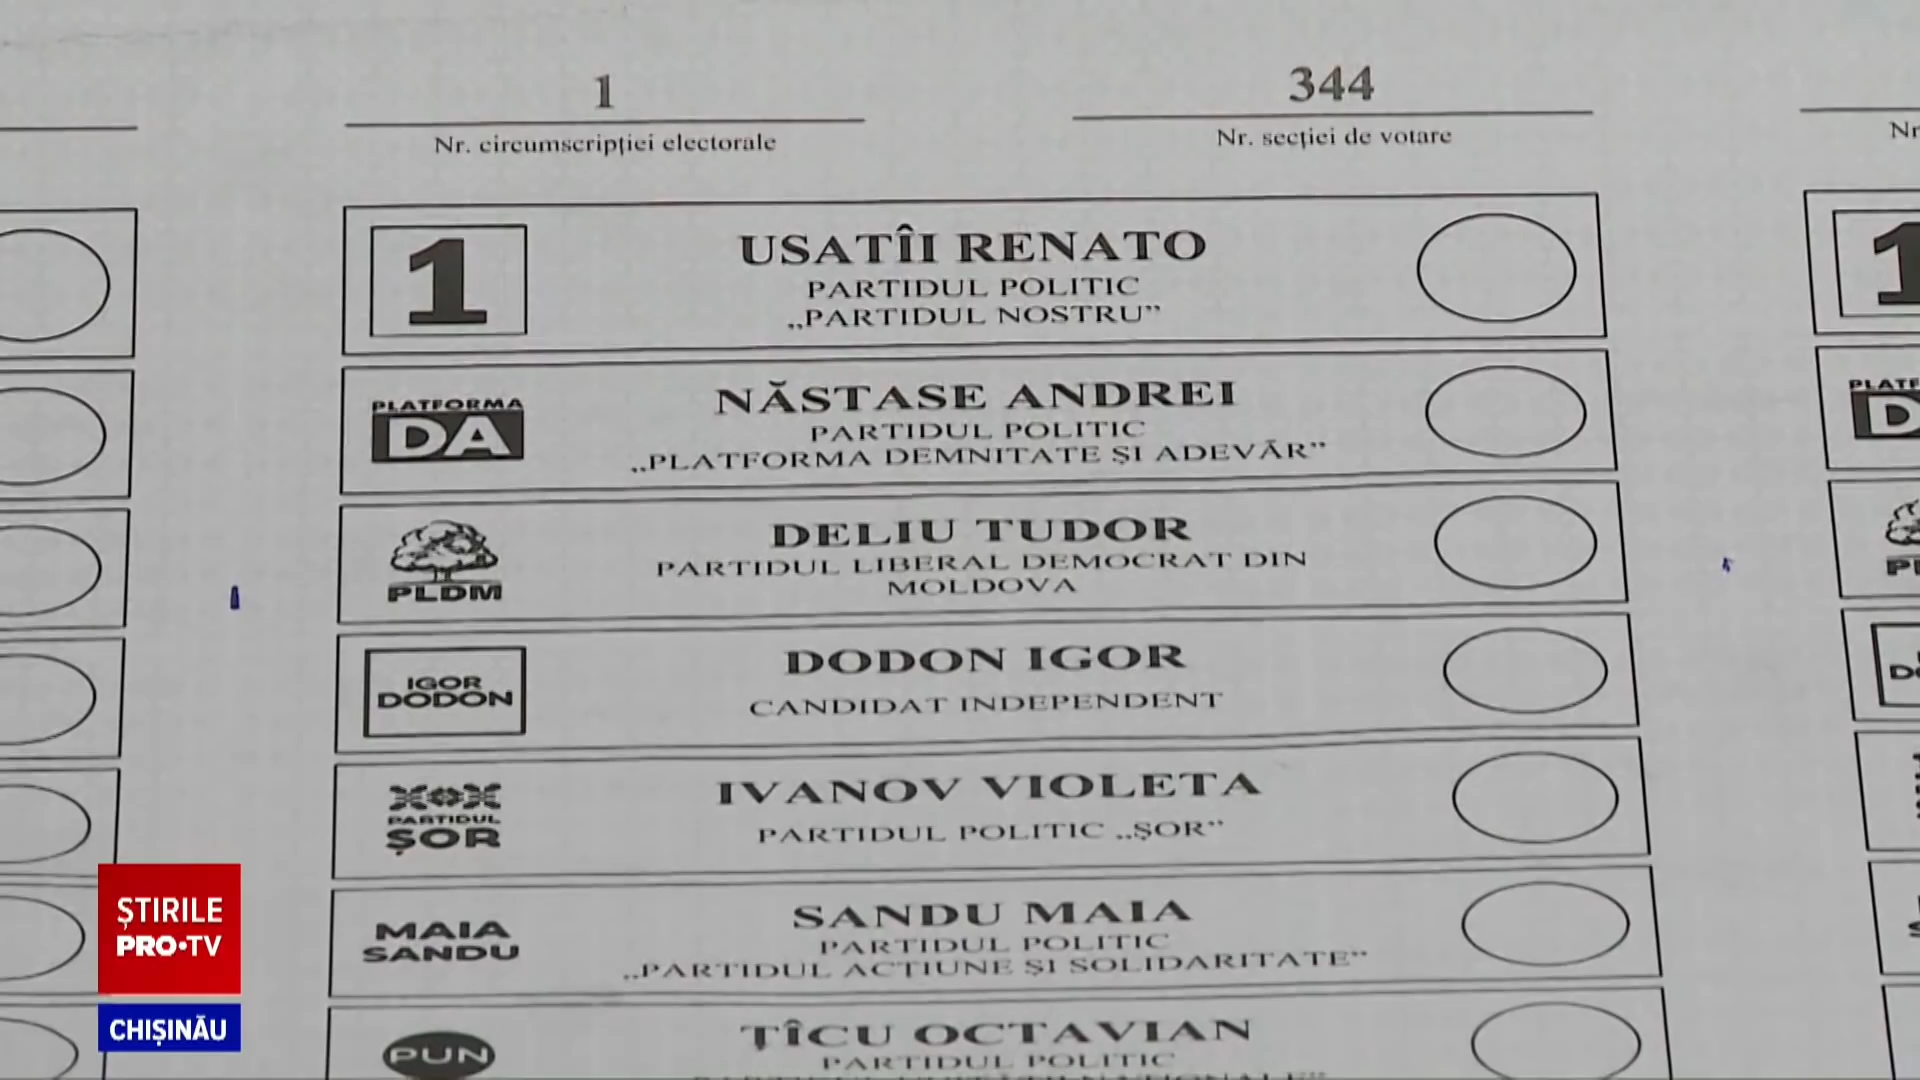 1
344
Nr. circumscripției electorale
Nr. secției de votare
Nr
1
USATÎI RENATO
PARTIDUL POLITIC
„PARTIDUL NOSTRU”
1
PLATFORMA
DA
NĂSTASE ANDREI
PARTIDUL POLITIC
„PLATFORMA DEMNITATE ȘI ADEVĂR”
PLATF
D
PLDM
DELIU TUDOR
PARTIDUL LIBERAL DEMOCRAT DIN
MOLDOVA
IGOR
DODON
DODON IGOR
CANDIDAT INDEPENDENT
PARTIDUL
ȘOR
IVANOV VIOLETA
PARTIDUL POLITIC „ȘOR”
MAIA
SANDU
SANDU MAIA
PARTIDUL POLITIC
„PARTIDUL ACȚIUNE ȘI SOLIDARITATE”
PUN
ȚÎCU OCTAVIAN
PARTIDUL POLITIC
ȘTIRILE
PRO•TV
CHIȘINĂU